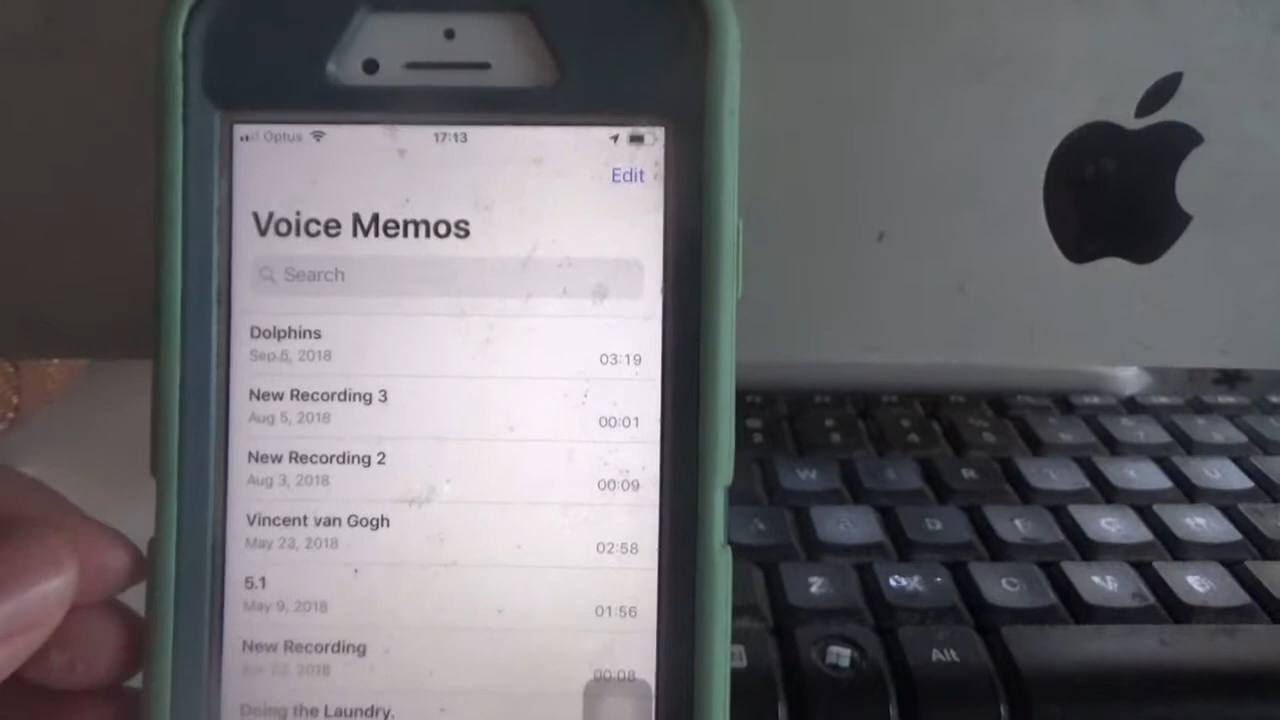 Optus
17:13
Edit
Voice Memos
Search
Dolphins
Sep 5, 2018
03:19
New Recording 3
Aug 5, 2018
00:01
New Recording 2
Aug 3, 2018
00:09
Vincent van Gogh
May 23, 2018
02:58
5.1
May 9, 2018
01:56
New Recording
00:08
Doing the Laundry.
W R U
D
Z X C V B
Alt